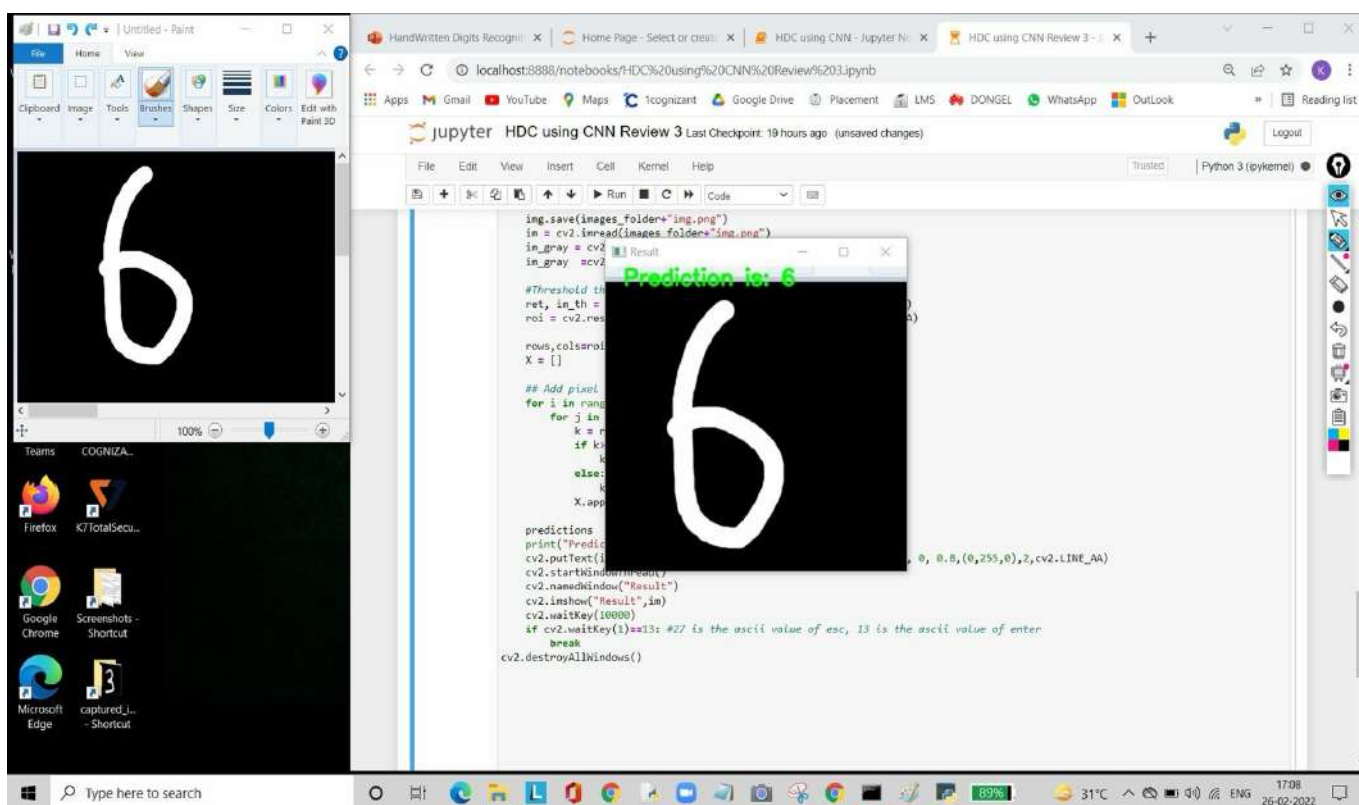 Untitled - Paint
File Home View
Clipboard Image Tools Brushes Shapes Size Colors Edit with Paint 3D
6
100%
Teams COGNIZA...
Firefox K7TotalSecu...
Google Chrome Screenshots - Shortcut
3
Microsoft Edge captured_i... - Shortcut
HandWritten Digits Recogniti Home Page - Select or create HDC using CNN - Jupyter No HDC using CNN Review 3 - J
localhost:8888/notebooks/HDC%20using%20CNN%20Review%203.ipynb
K
Apps Gmail YouTube Maps 1cognizant Google Drive Placement LMS DONGEL WhatsApp OutLook » Reading list
jupyter HDC using CNN Review 3 Last Checkpoint: 19 hours ago (unsaved changes) Logout
File Edit View Insert Cell Kernel Help Trusted Python 3 (ipykernel)
Run Code
img.save(images_folder+"img.png")
im = cv2.imread(images_folder+"img.png")
im_gray = cv2
im_gray =cv2
Result
Prediction is: 6
6
#Threshold th
ret, im_th =
roi = cv2.res
rows,cols=roi
X = []
## Add pixel
for i in rang
for j in
k = r
if k>
k
else:
k
X.app
predictions
print("Predic
cv2.putText(i , 0, 0.8,(0,255,0),2,cv2.LINE_AA)
cv2.startWindowThread()
cv2.namedWindow("Result")
cv2.imshow("Result",im)
cv2.waitKey(10000)
if cv2.waitKey(1)==13: #27 is the ascii value of esc, 13 is the ascii value of enter
break
cv2.destroyAllWindows()
Type here to search
89% 31°C ENG 17:08
26-02-2022